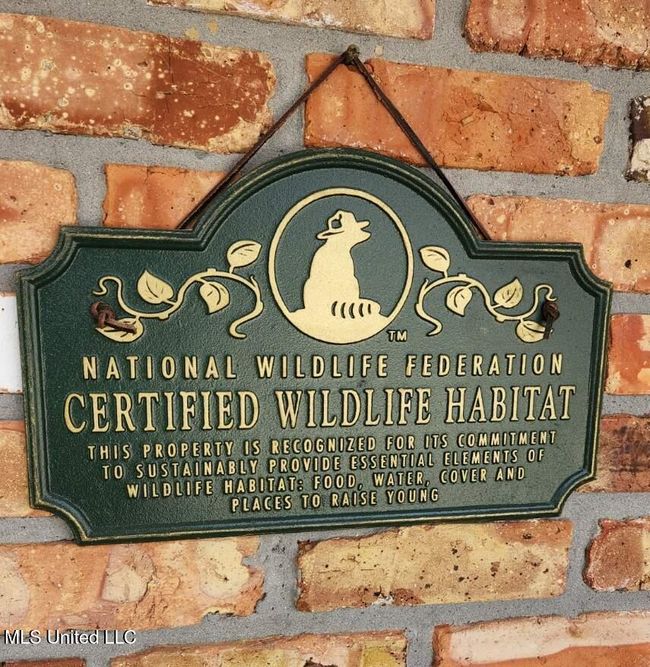 TM
NATIONAL WILDLIFE FEDERATION
CERTIFIED WILDLIFE HABITAT
THIS PROPERTY IS RECOGNIZED FOR ITS COMMITMENT
TO SUSTAINABLY PROVIDE ESSENTIAL ELEMENTS OF
WILDLIFE HABITAT: FOOD, WATER, COVER AND
PLACES TO RAISE YOUNG
MLS United LLC